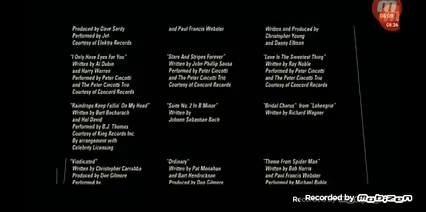 Produced by Dave Sardy
Performed by Jet
Courtesy of Elektra Records
and Paul Francis Webster
Written and Produced by
Christopher Young
and Danny Elfman
"I Only Have Eyes For You"
Written by Al Dubin
and Harry Warren
Performed by Peter Cincotti
and The Peter Cincotti Trio
Courtesy of Concord Records
"Stars And Stripes Forever"
Written by John Phillip Sousa
Performed by Peter Cincotti
and The Peter Cincotti Trio
Courtesy of Concord Records
"Love Is The Sweetest Thing"
Written by Ray Noble
Performed by Peter Cincotti
and The Peter Cincotti Trio
Courtesy of Concord Records
"Raindrops Keep Fallin' On My Head"
Written by Burt Bacharach
and Hal David
Performed by B.J. Thomas
Courtesy of King Records Inc.
By arrangement with
Celebrity Licensing
"Suite No. 2 In B Minor"
Written by
Johann Sebastian Bach
"Bridal Chorus" from "Lohengrin"
Written by Richard Wagner
"Vindicated"
Written by Christopher Carrabba
Produced by Don Gilmore
Performed by
"Ordinary"
Written by Pat Monahan
and Bart Hendrickson
Produced by Don Gilmore
"Theme From Spider Man"
Written by Bob Harris
and Paul Francis Webster
Performed by Michael Buble
Recorded by Mobizen